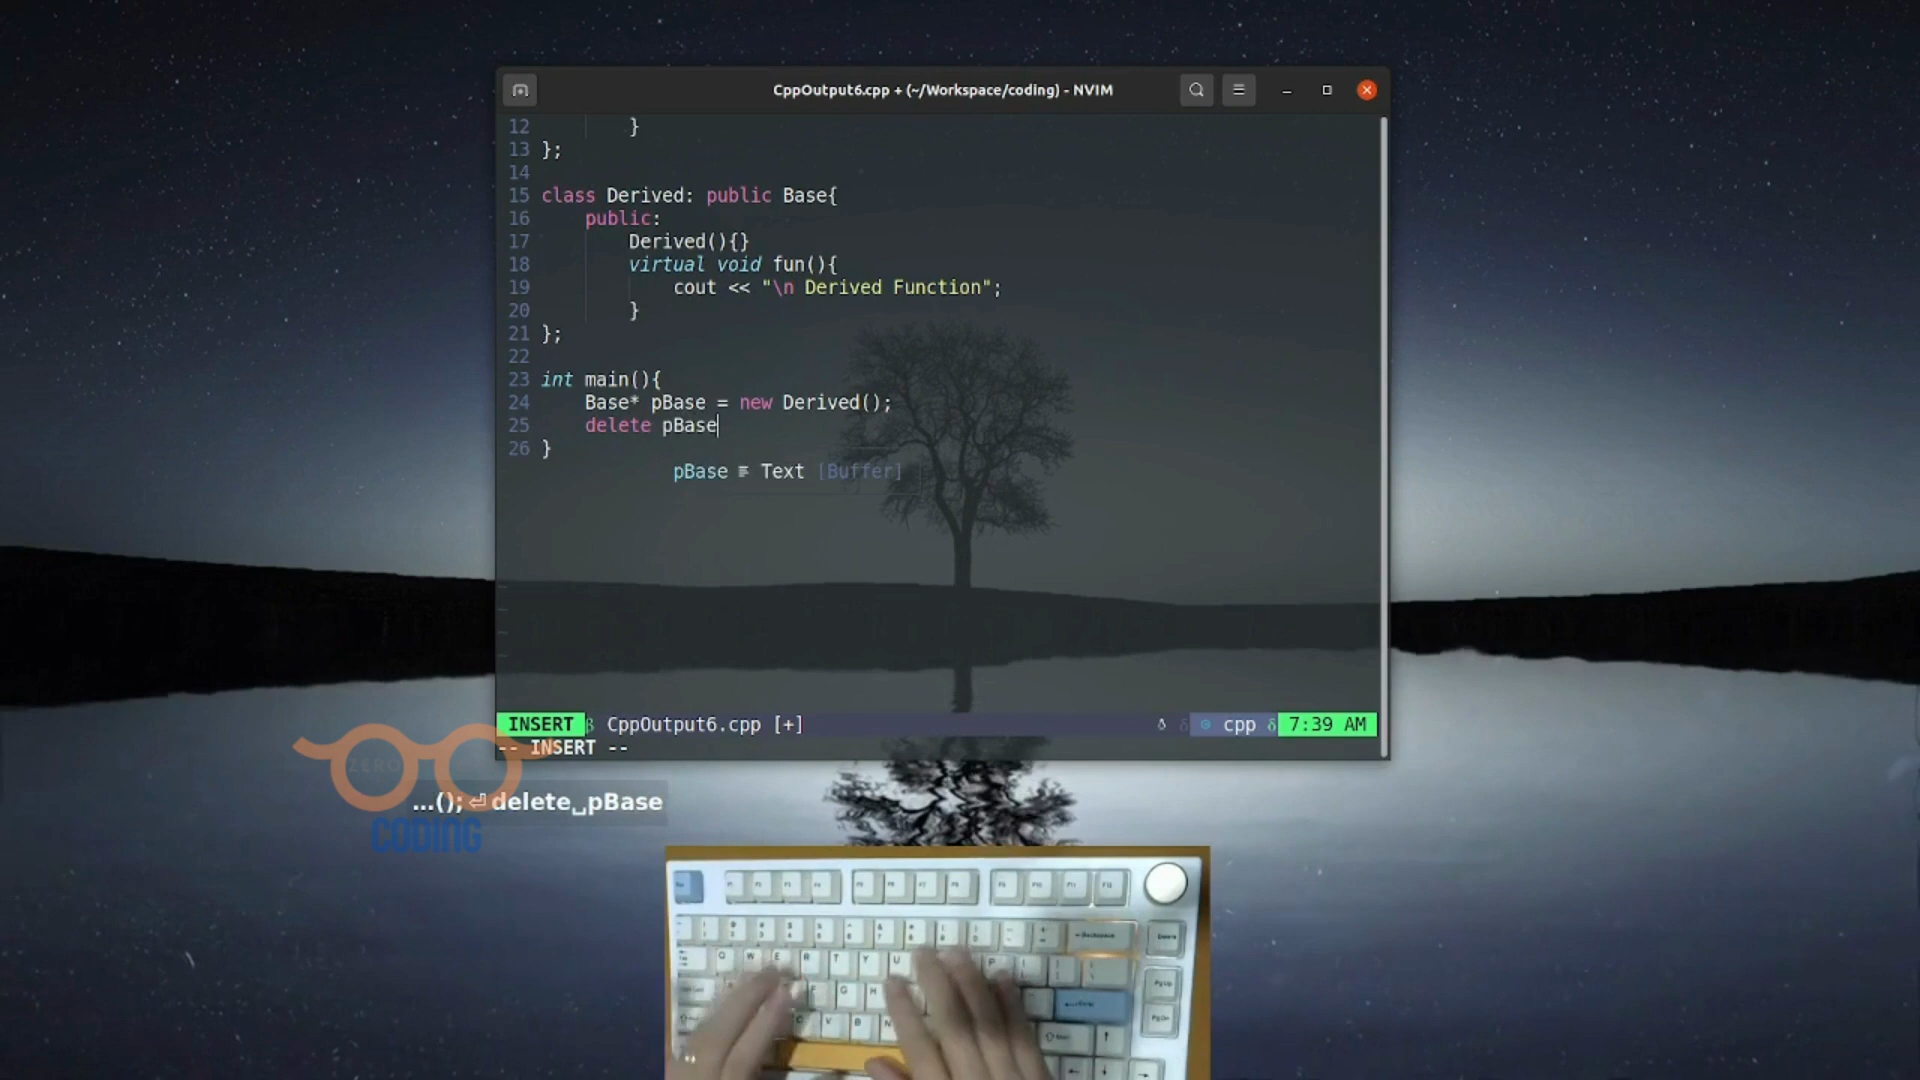 CppOutput6.cpp + (~/Workspace/coding) - NVIM
12 }
13 };
14
15 class Derived: public Base{
16 public:
17 Derived(){}
18 virtual void fun(){
19 cout << "\n Derived Function";
20 }
21 };
22
23 int main(){
24 Base* pBase = new Derived();
25 delete pBase
26 }
pBase ≡ Text [Buffer]
INSERT CppOutput6.cpp [+] cpp 7:39 AM
-- INSERT --
ZERO
...();⏎delete␣pBase
CODING
Q W E R T Y U P
F G H
V B N